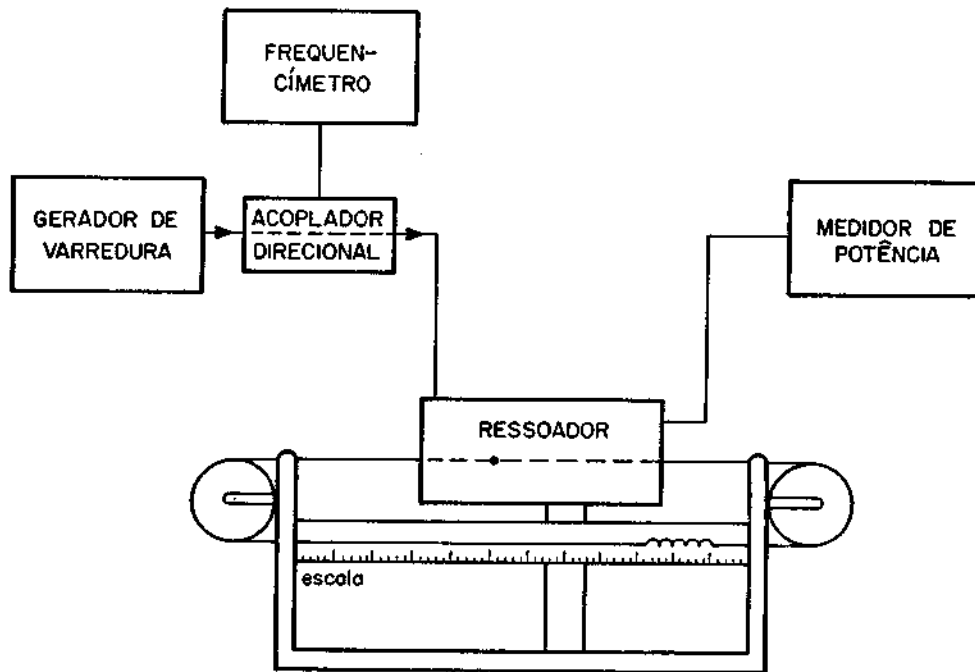 FREQUEN-
CÍMETRO
GERADOR DE
VARREDURA
ACOPLADOR
DIRECIONAL
MEDIDOR DE
POTÊNCIA
RESSOADOR
escala